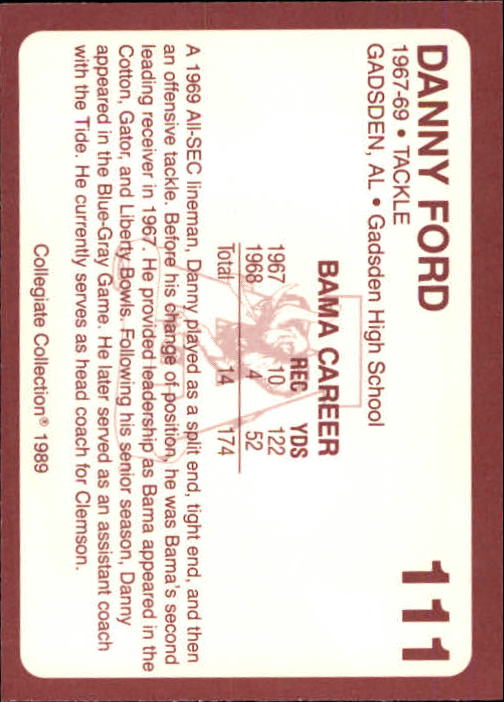 DANNY FORD 111
1967-69 • TACKLE
GADSDEN, AL • Gadsden High School
BAMA CAREER
REC YDS
1967 10 122
1968 4 52
Total 14 174
A 1969 All-SEC lineman, Danny played as a split end, tight end, and then
an offensive tackle. Before his change of position, he was Bama's second
leading receiver in 1967. He provided leadership as Bama appeared in the
Cotton, Gator, and Liberty Bowls. Following his senior season, Danny
appeared in the Blue-Gray Game. He later served as an assistant coach
with the Tide. He currently serves as head coach for Clemson.
Collegiate Collection® 1989